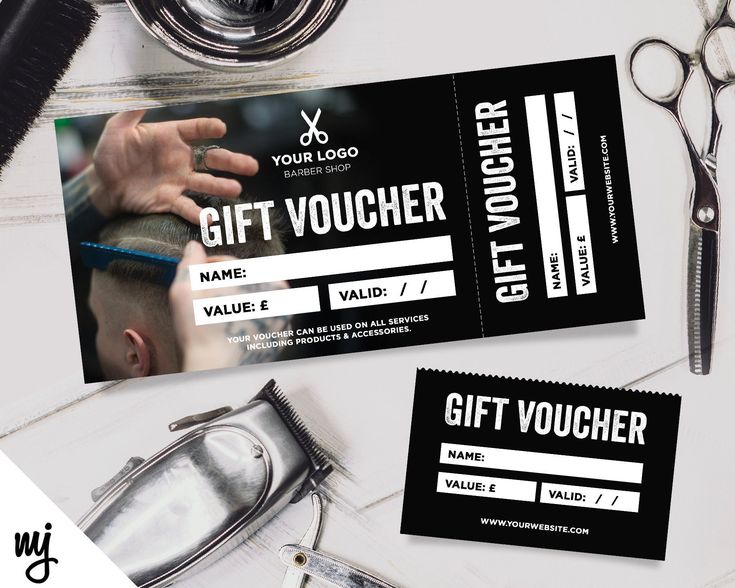 YOUR LOGO
BARBER SHOP
GIFT VOUCHER
NAME:
VALUE: £
VALID: / /
YOUR VOUCHER CAN BE USED ON ALL SERVICES
INCLUDING PRODUCTS & ACCESSORIES.
GIFT VOUCHER
NAME:
VALUE: £
VALID: / /
WWW.YOURWEBSITE.COM
GIFT VOUCHER
NAME:
VALUE: £
VALID: / /
WWW.YOURWEBSITE.COM
mj